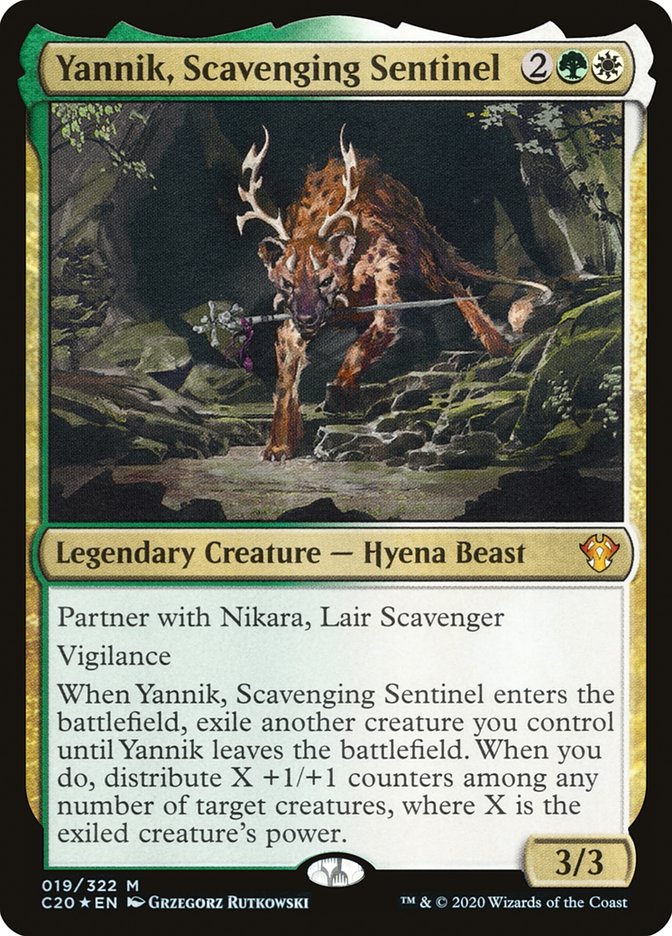 Yannik, Scavenging Sentinel 2
Legendary Creature — Hyena Beast
Partner with Nikara, Lair Scavenger
Vigilance
When Yannik, Scavenging Sentinel enters the
battlefield, exile another creature you control
until Yannik leaves the battlefield. When you
do, distribute X +1/+1 counters among any
number of target creatures, where X is the
exiled creature's power.
3/3
019/322 M
C20 ★ EN Grzegorz Rutkowski
™ & © 2020 Wizards of the Coast